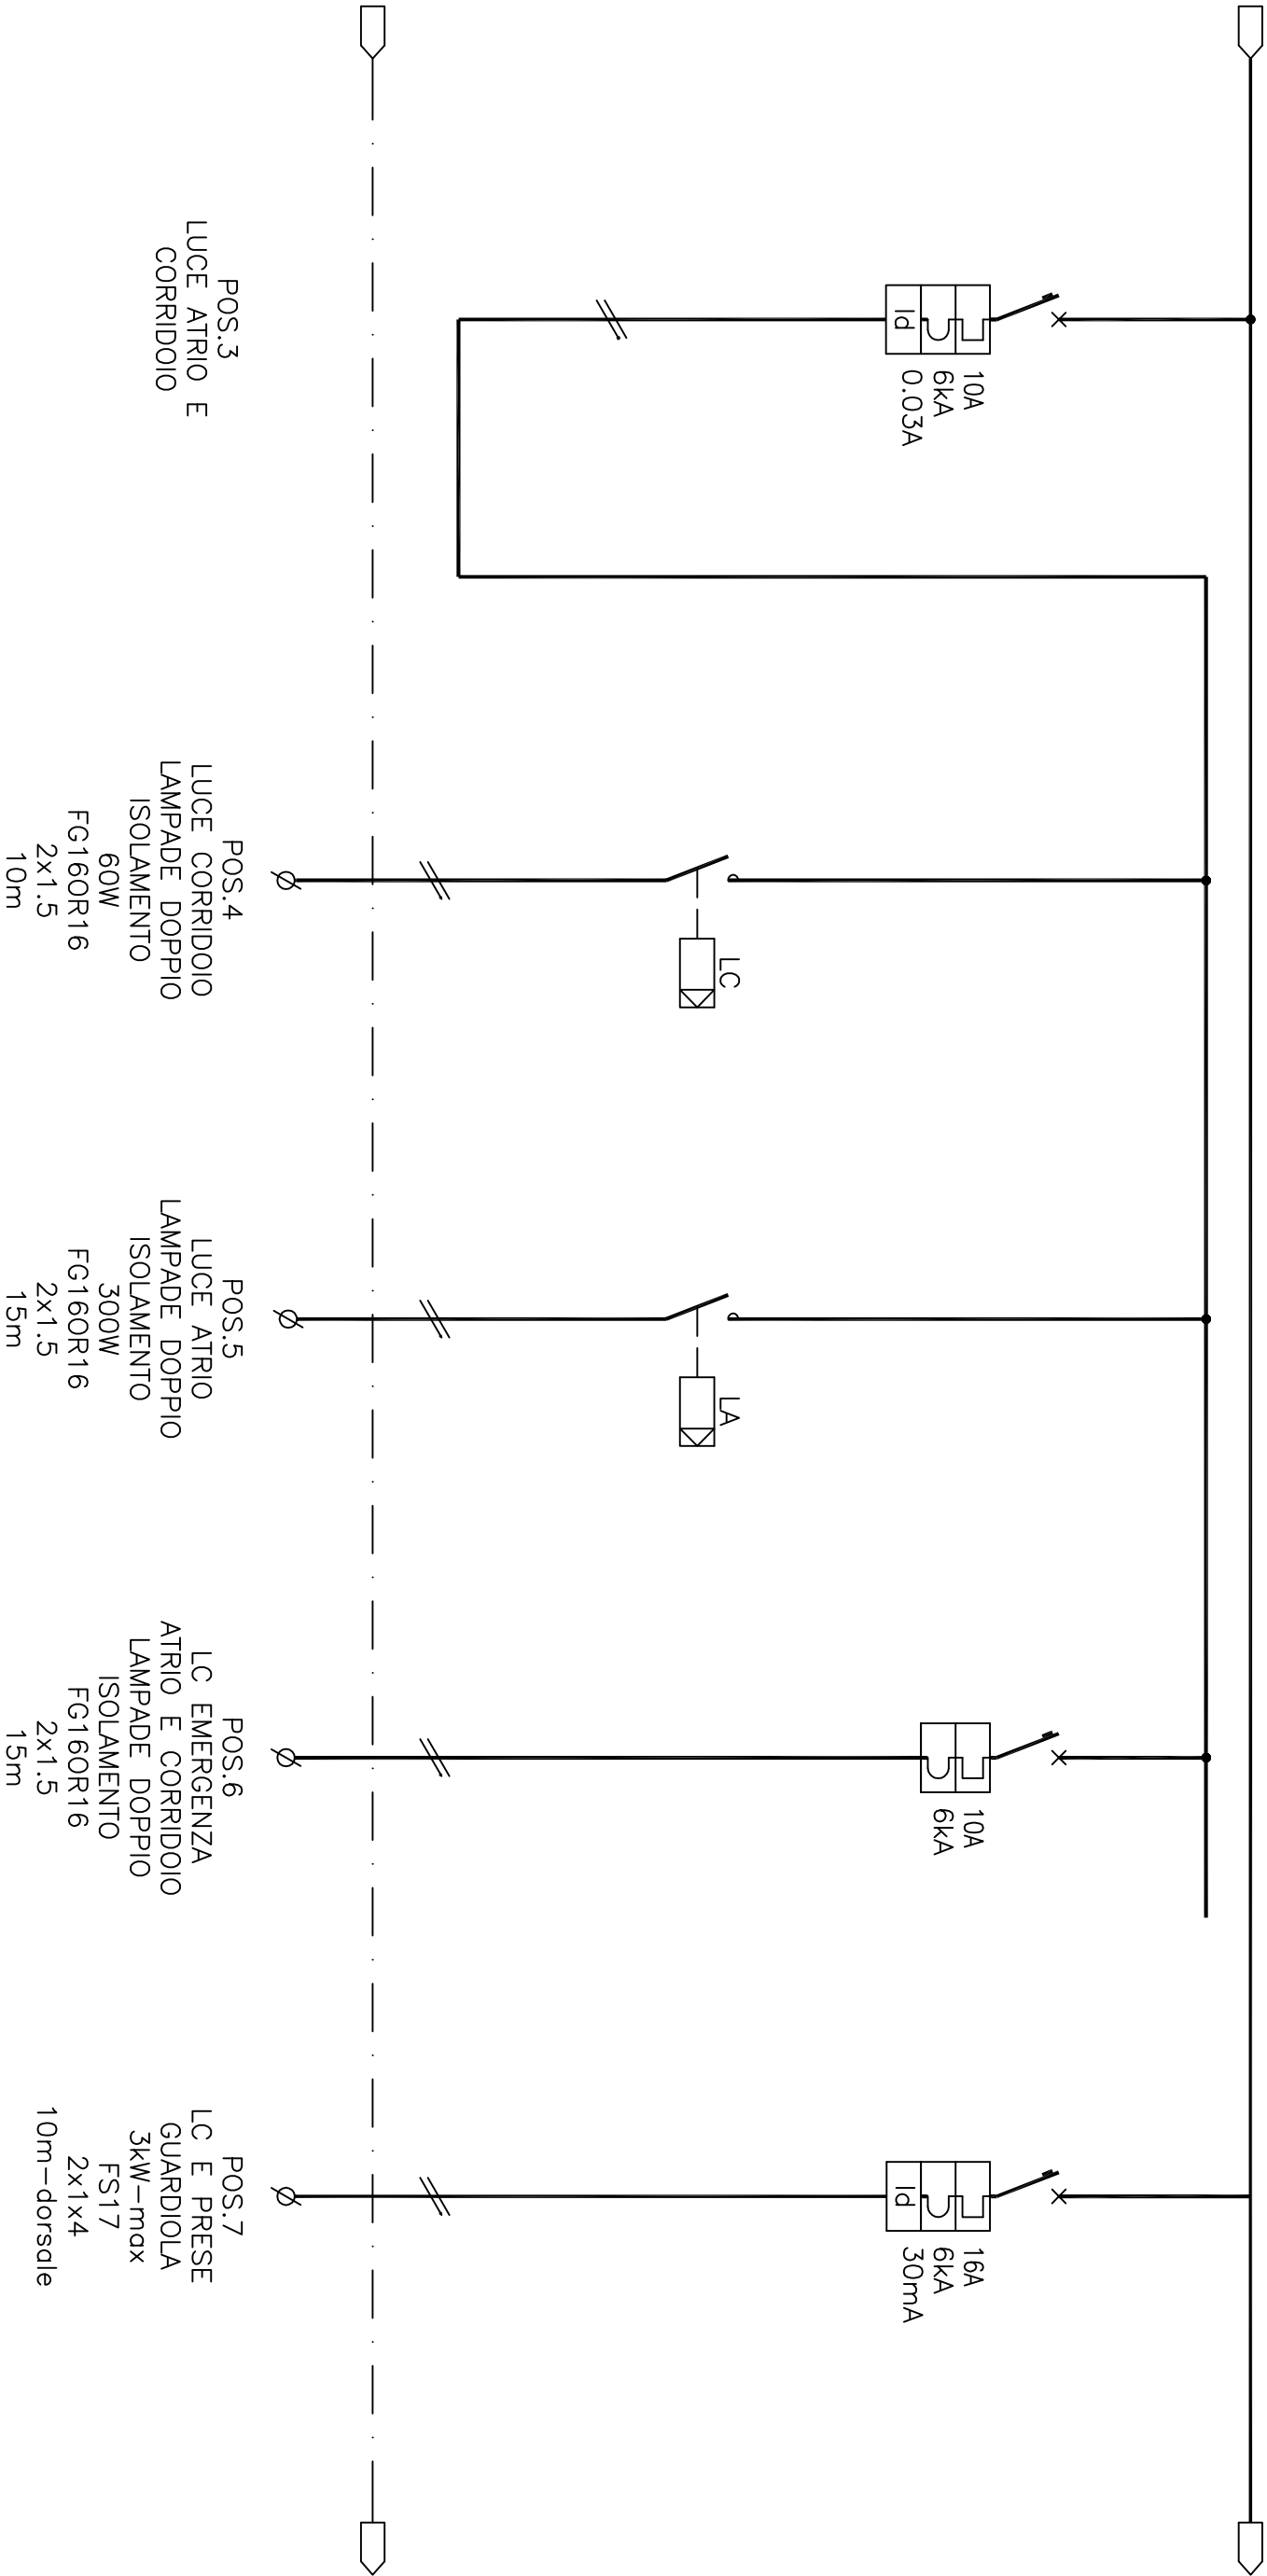 10A
6kA
0.03A
POS.3
LUCE ATRIO E
CORRIDOIO
LC
POS.4
LUCE CORRIDOIO
LAMPADE DOPPIO
ISOLAMENTO
60W
FG16OR16
2x1.5
10m
LA
POS.5
LUCE ATRIO
LAMPADE DOPPIO
ISOLAMENTO
300W
FG16OR16
2x1.5
15m
10A
6kA
POS.6
LC EMERGENZA
ATRIO E CORRIDOIO
LAMPADE DOPPIO
ISOLAMENTO
FG16OR16
2x1.5
15m
16A
6kA
30mA
POS.7
LC E PRESE
GUARDIOLA
3kW-max
FS17
2x1x4
10m-dorsale
Id
Id